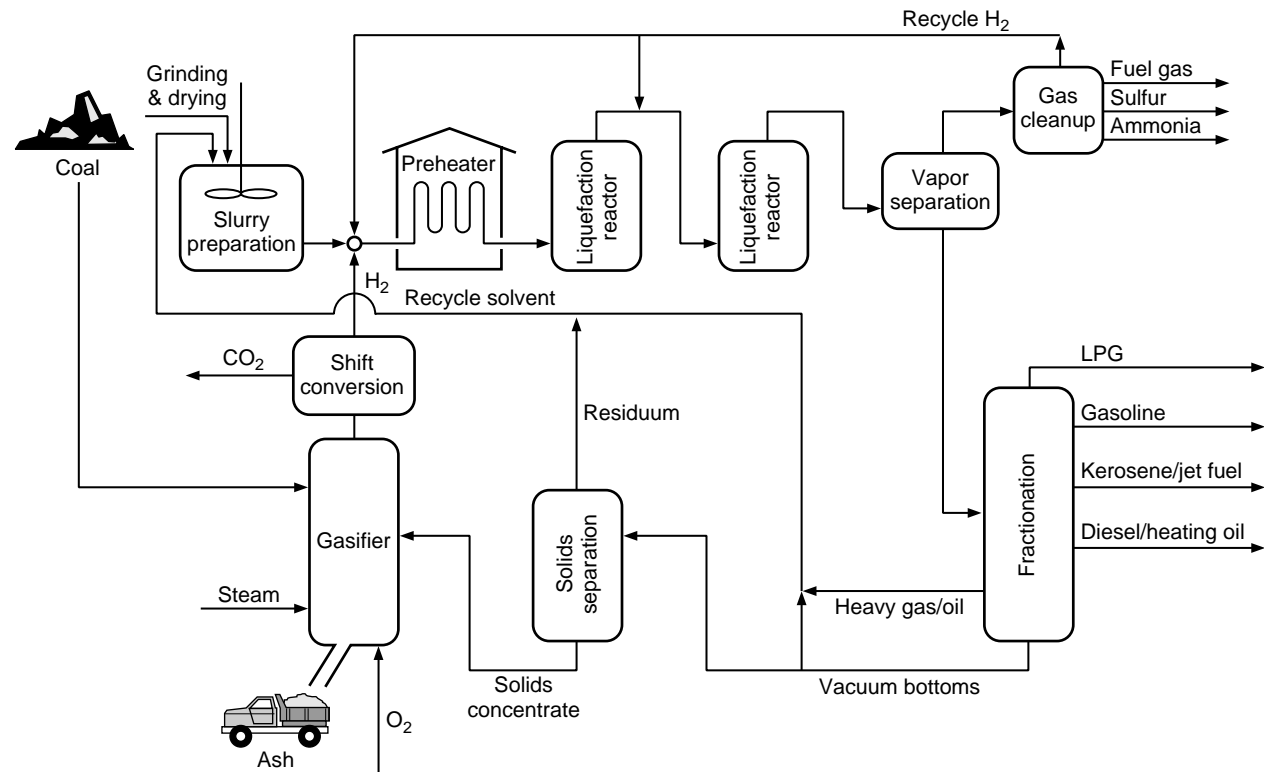 Recycle H₂
Grinding
& drying
Fuel gas
Gas
cleanup
Sulfur
Ammonia
Coal
Preheater
Liquefaction
reactor
Liquefaction
reactor
Vapor
separation
Slurry
preparation
H₂
Recycle solvent
CO₂
Shift
conversion
LPG
Residuum
Gasoline
Kerosene/jet fuel
Gasifier
Solids
separation
Fractionation
Diesel/heating oil
Steam
Heavy gas/oil
Solids
concentrate
Vacuum bottoms
O₂
Ash